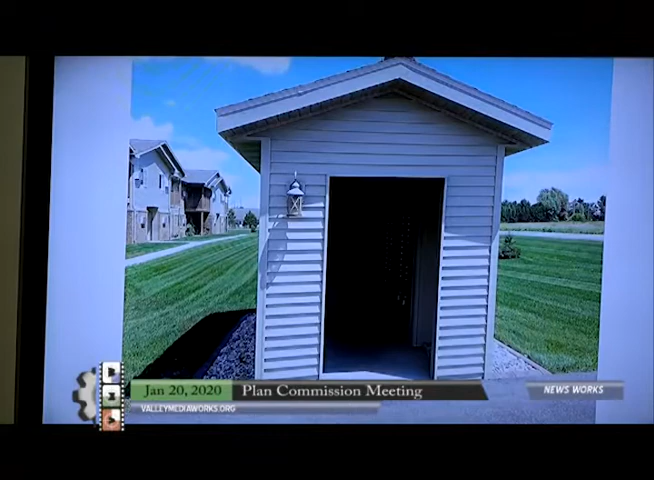 Jan 20, 2020 Plan Commission Meeting NEWS WORKS
VALLEYMEDIAWORKS.ORG